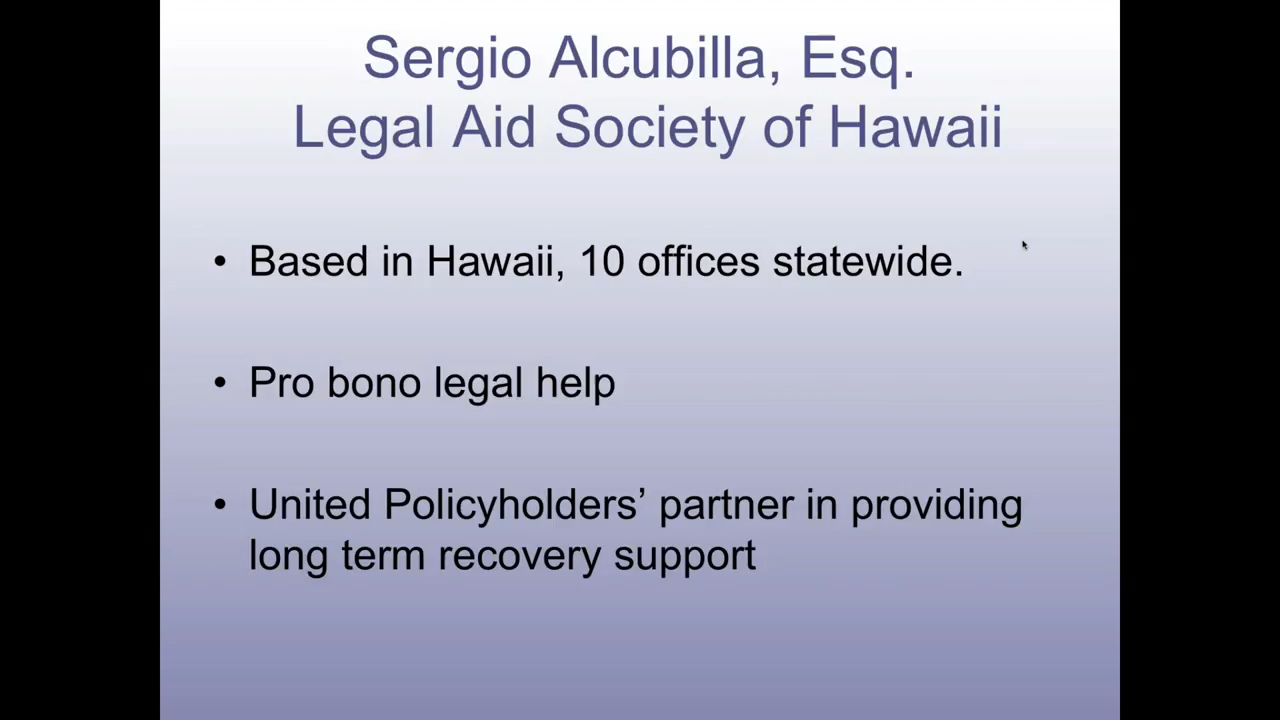 Sergio Alcubilla, Esq.
Legal Aid Society of Hawaii
• Based in Hawaii, 10 offices statewide.
• Pro bono legal help
• United Policyholders’ partner in providing
long term recovery support